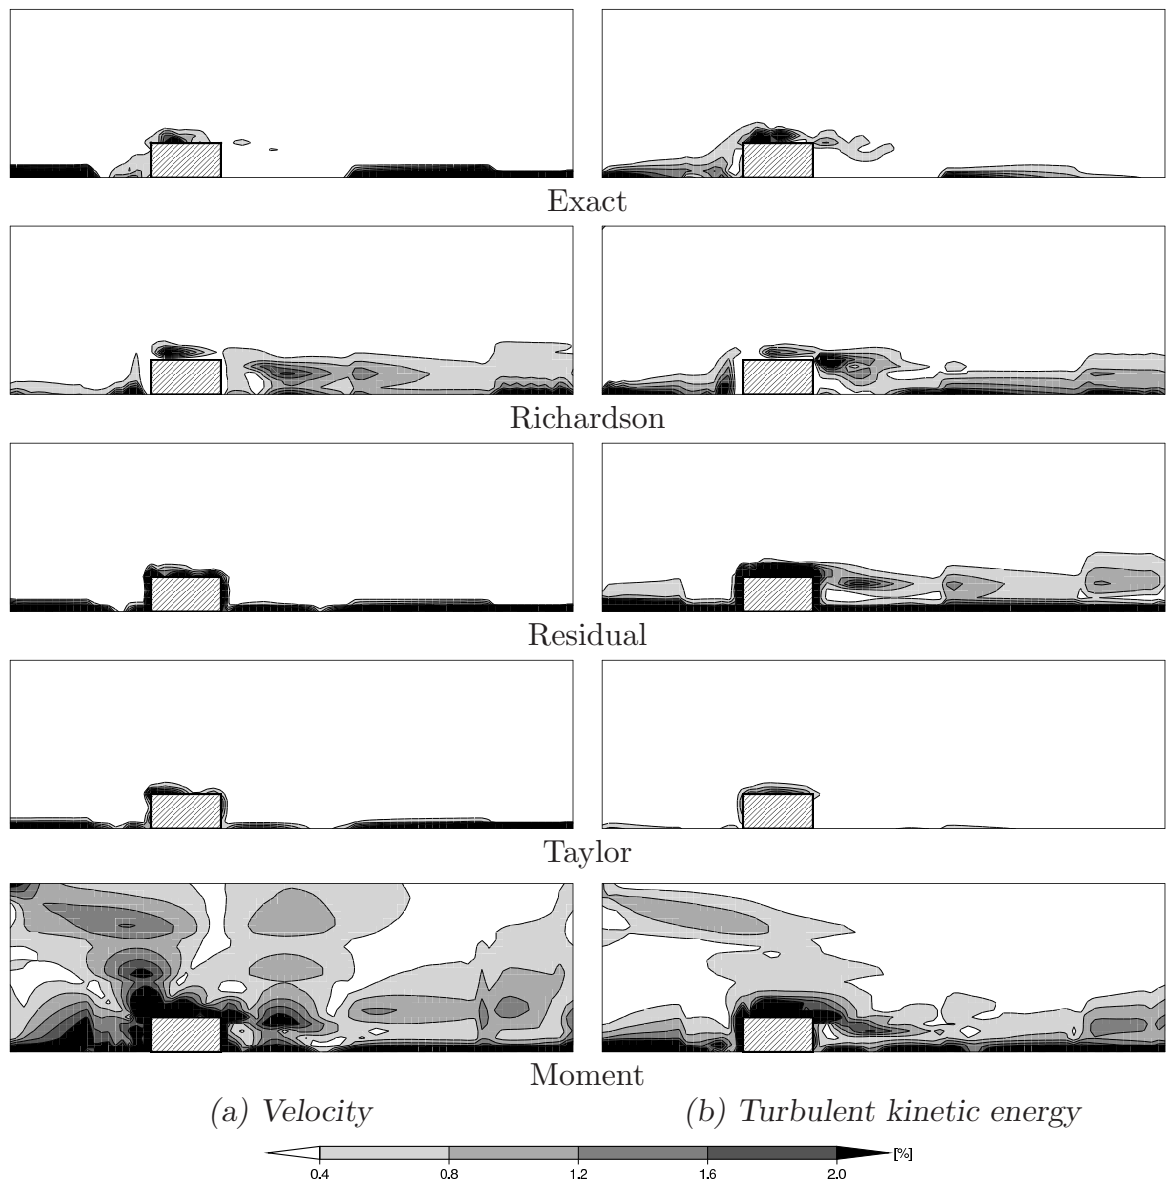 Exact
Richardson
Residual
Taylor
Moment
(a) Velocity (b) Turbulent kinetic energy
[%]
0.4 0.8 1.2 1.6 2.0